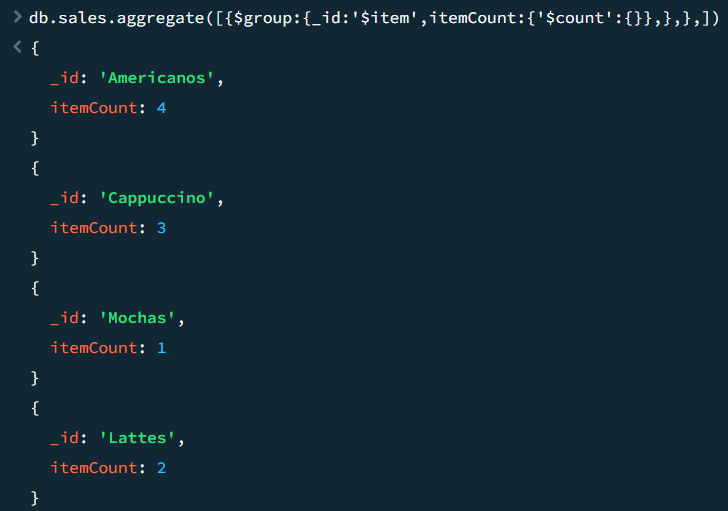 > db.sales.aggregate([{$group:{_id:'$item',itemCount:{'$count':{}},},},])
< {
_id: 'Americanos',
itemCount: 4
}
{
_id: 'Cappuccino',
itemCount: 3
}
{
_id: 'Mochas',
itemCount: 1
}
{
_id: 'Lattes',
itemCount: 2
}